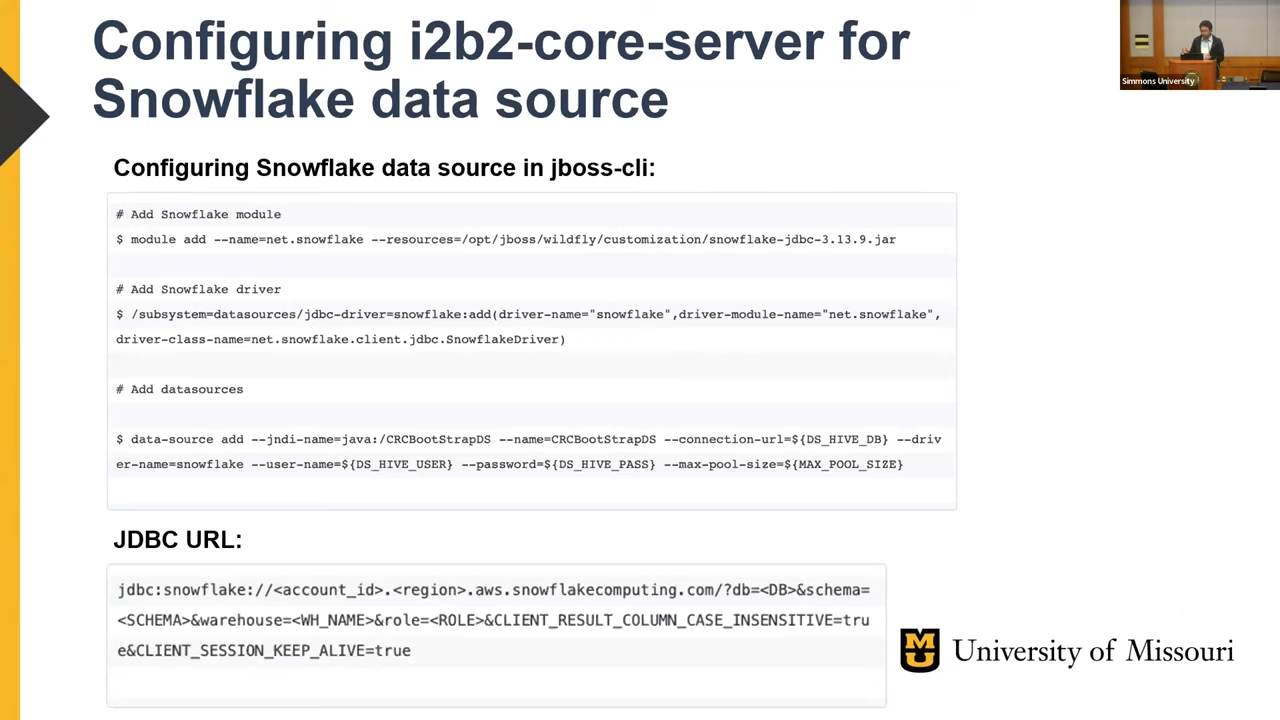 Configuring i2b2-core-server for
Snowflake data source
Simmons University
Configuring Snowflake data source in jboss-cli:
# Add Snowflake module
$ module add --name=net.snowflake --resources=/opt/jboss/wildfly/customization/snowflake-jdbc-3.13.9.jar
# Add Snowflake driver
$ /subsystem=datasources/jdbc-driver=snowflake:add(driver-name="snowflake",driver-module-name="net.snowflake",
driver-class-name=net.snowflake.client.jdbc.SnowflakeDriver)
# Add datasources
$ data-source add --jndi-name=java:/CRCBootStrapDS --name=CRCBootStrapDS --connection-url=${DS_HIVE_DB} --driv
er-name=snowflake --user-name=${DS_HIVE_USER} --password=${DS_HIVE_PASS} --max-pool-size=${MAX_POOL_SIZE}
JDBC URL:
jdbc:snowflake://<account_id>.<region>.aws.snowflakecomputing.com/?db=<DB>&schema=
<SCHEMA>&warehouse=<WH_NAME>&role=<ROLE>&CLIENT_RESULT_COLUMN_CASE_INSENSITIVE=tru
e&CLIENT_SESSION_KEEP_ALIVE=true
MU
University of Missouri